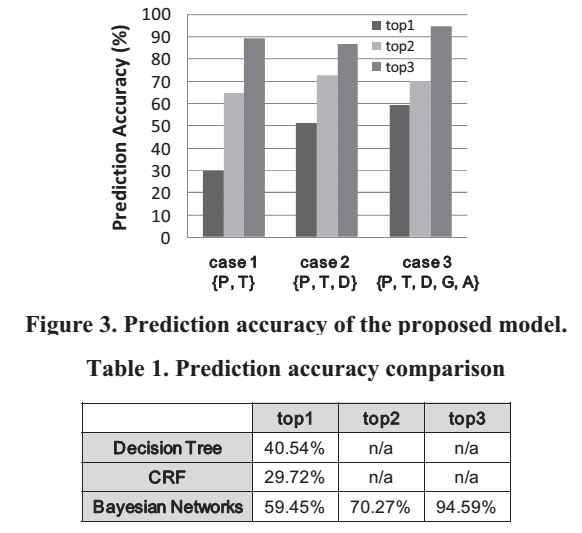 100
90
80
70
60
50
40
30
20
10
0
Prediction Accuracy (%)
top1
top2
top3
case 1 case 2 case 3
{P, T} {P, T, D} {P, T, D, G, A}
Figure 3. Prediction accuracy of the proposed model.
Table 1. Prediction accuracy comparison
top1 top2 top3
Decision Tree 40.54% n/a n/a
CRF 29.72% n/a n/a
Bayesian Networks 59.45% 70.27% 94.59%